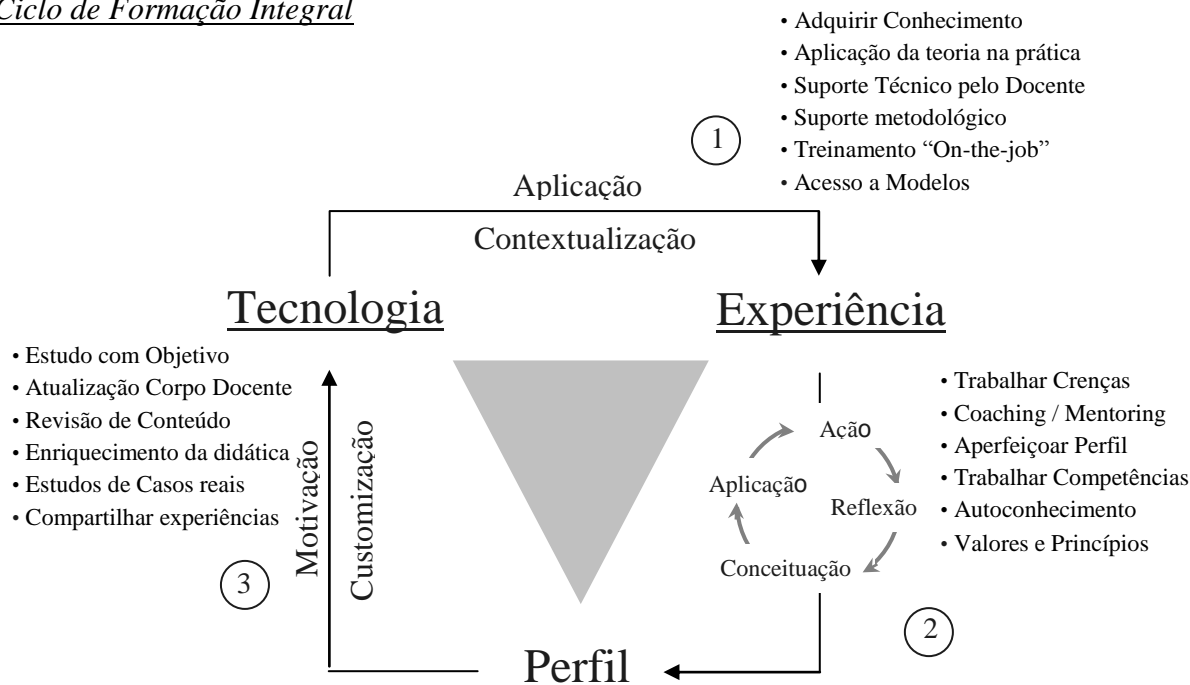 Ciclo de Formação Integral
• Adquirir Conhecimento
• Aplicação da teoria na prática
• Suporte Técnico pelo Docente
• Suporte metodológico
• Treinamento “On-the-job”
• Acesso a Modelos
1
Aplicação
Contextualização
Tecnologia
Experiência
• Estudo com Objetivo
• Atualização Corpo Docente
• Revisão de Conteúdo
• Enriquecimento da didática
• Estudos de Casos reais
• Compartilhar experiências
Motivação
Customização
3
Ação
Reflexão
Conceituação
Aplicação
• Trabalhar Crenças
• Coaching / Mentoring
• Aperfeiçoar Perfil
• Trabalhar Competências
• Autoconhecimento
• Valores e Princípios
2
Perfil